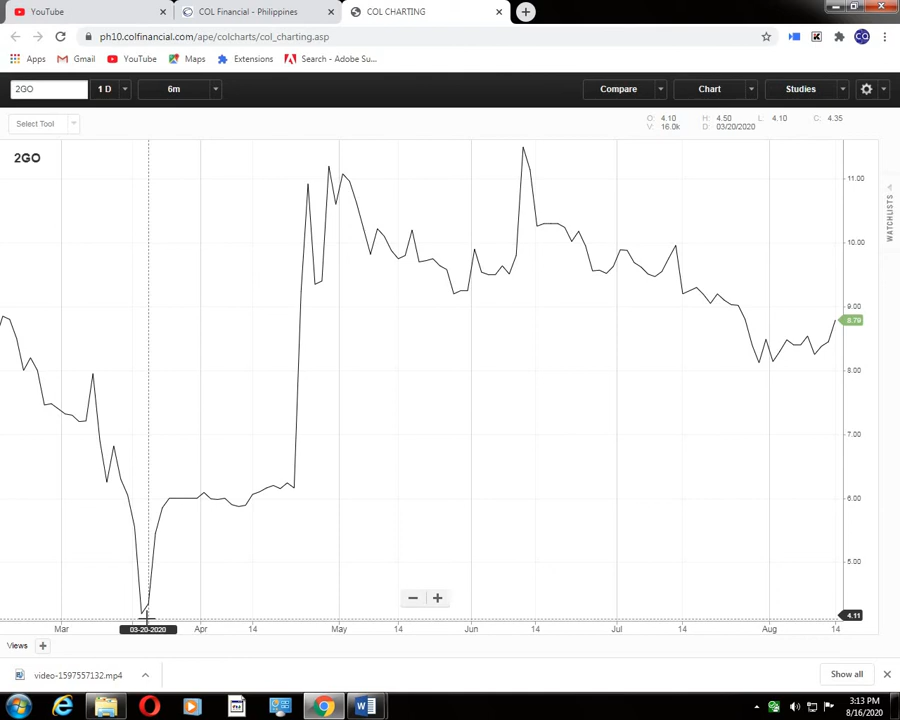 YouTube
COL Financial - Philippines
COL CHARTING
ph10.colfinancial.com/ape/colcharts/col_charting.asp
Apps
Gmail
YouTube
Maps
Extensions
Search - Adobe Su...
2GO
1 D
6m
Compare
Chart
Studies
Select Tool
O: 4.10 H: 4.50 L: 4.10 C: 4.35
V: 16.0k D: 03/20/2020
2GO
WATCHLISTS
11.00
10.00
9.00
8.79
8.00
7.00
6.00
5.00
4.11
Mar 03-20-2020 Apr 14 May 14 Jun 14 Jul 14 Aug 14
Views
video-1597557132.mp4
Show all
3:13 PM
8/16/2020